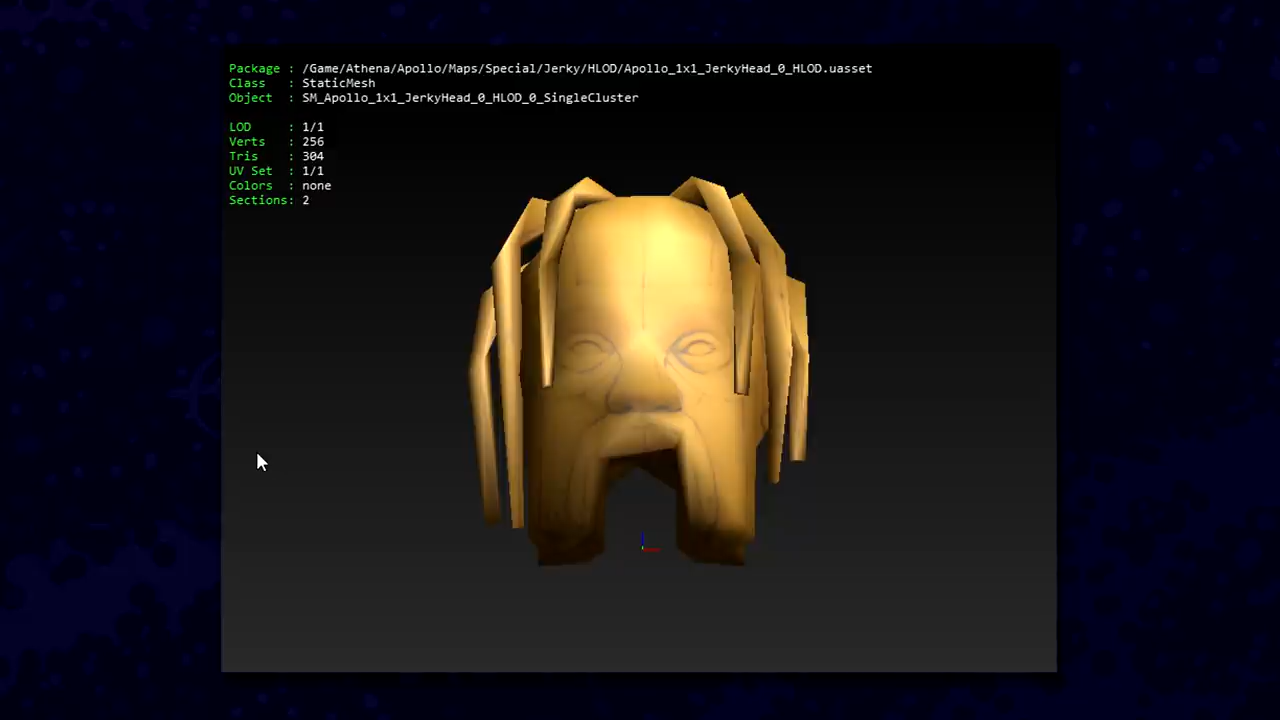 Package : /Game/Athena/Apollo/Maps/Special/Jerky/HLOD/Apollo_1x1_JerkyHead_0_HLOD.uasset
Class : StaticMesh
Object : SM_Apollo_1x1_JerkyHead_0_HLOD_0_SingleCluster
LOD : 1/1
Verts : 256
Tris : 304
UV Set : 1/1
Colors : none
Sections: 2